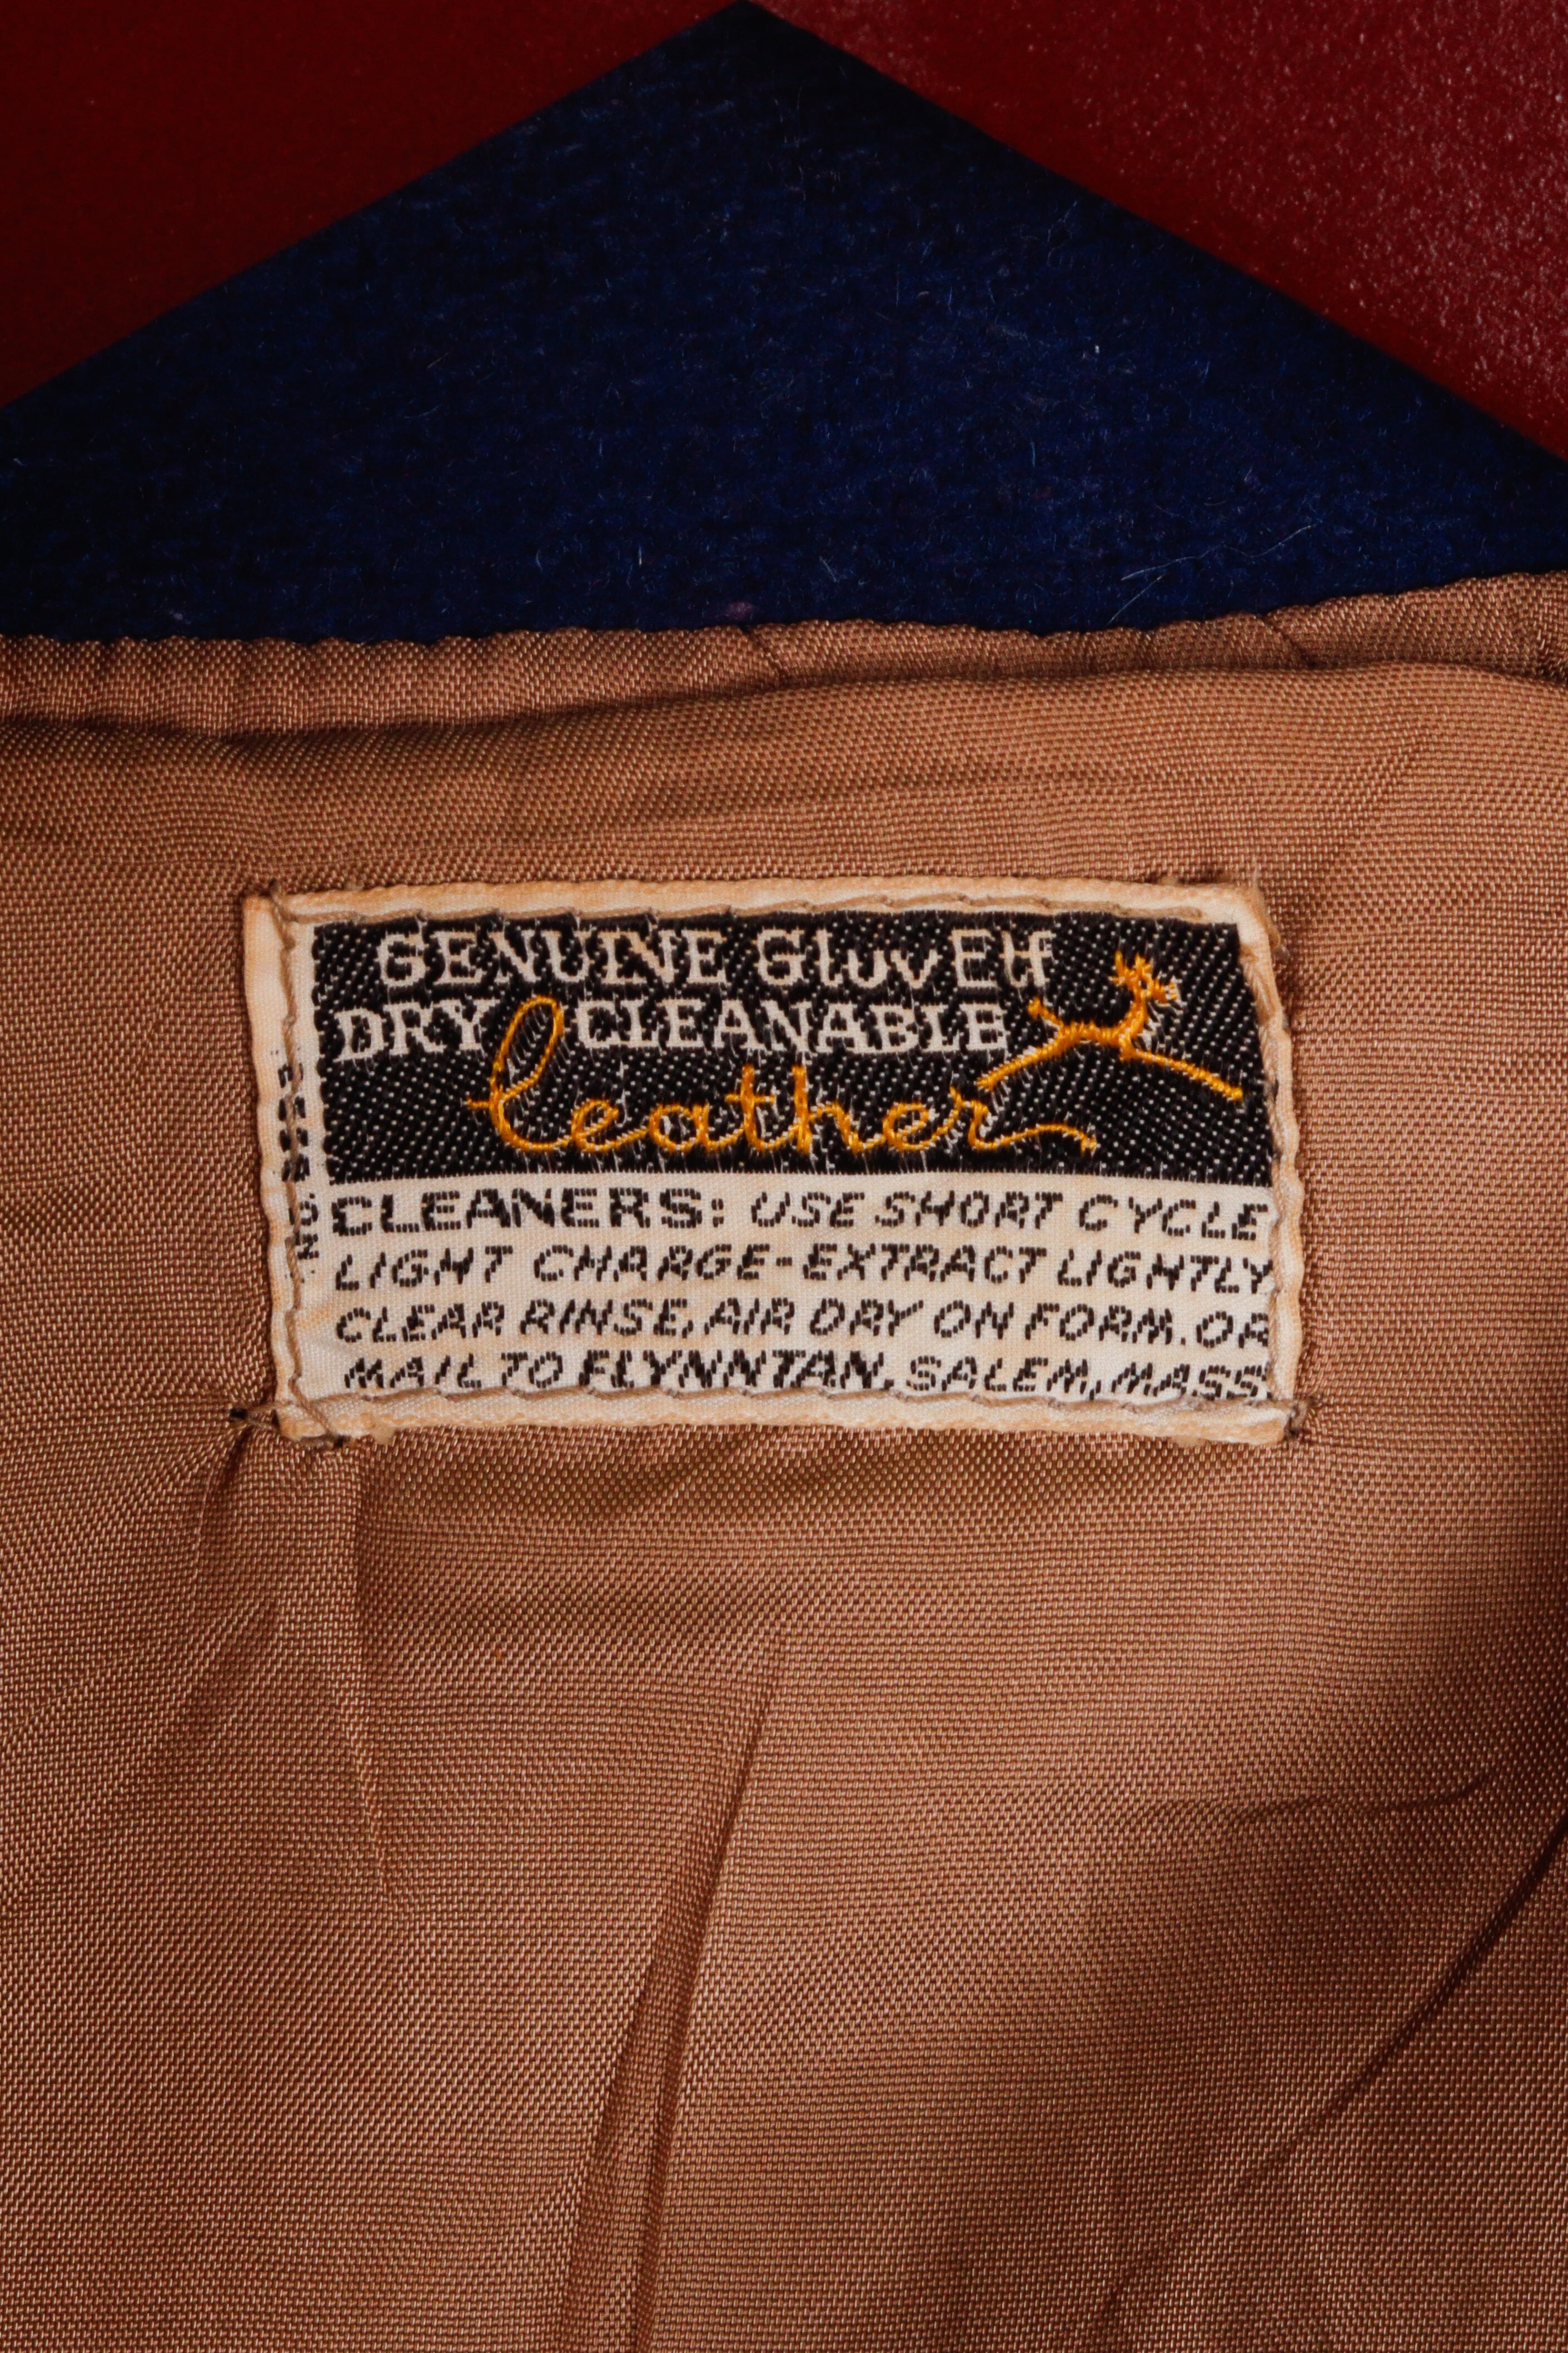 GENUINE GluvElf
DRY CLEANABLE
leather
CLEANERS: USE SHORT CYCLE
LIGHT CHARGE-EXTRACT LIGHTLY
CLEAR RINSE, AIR DRY ON FORM. OR
MAIL TO FLYNNTAN, SALEM, MASS